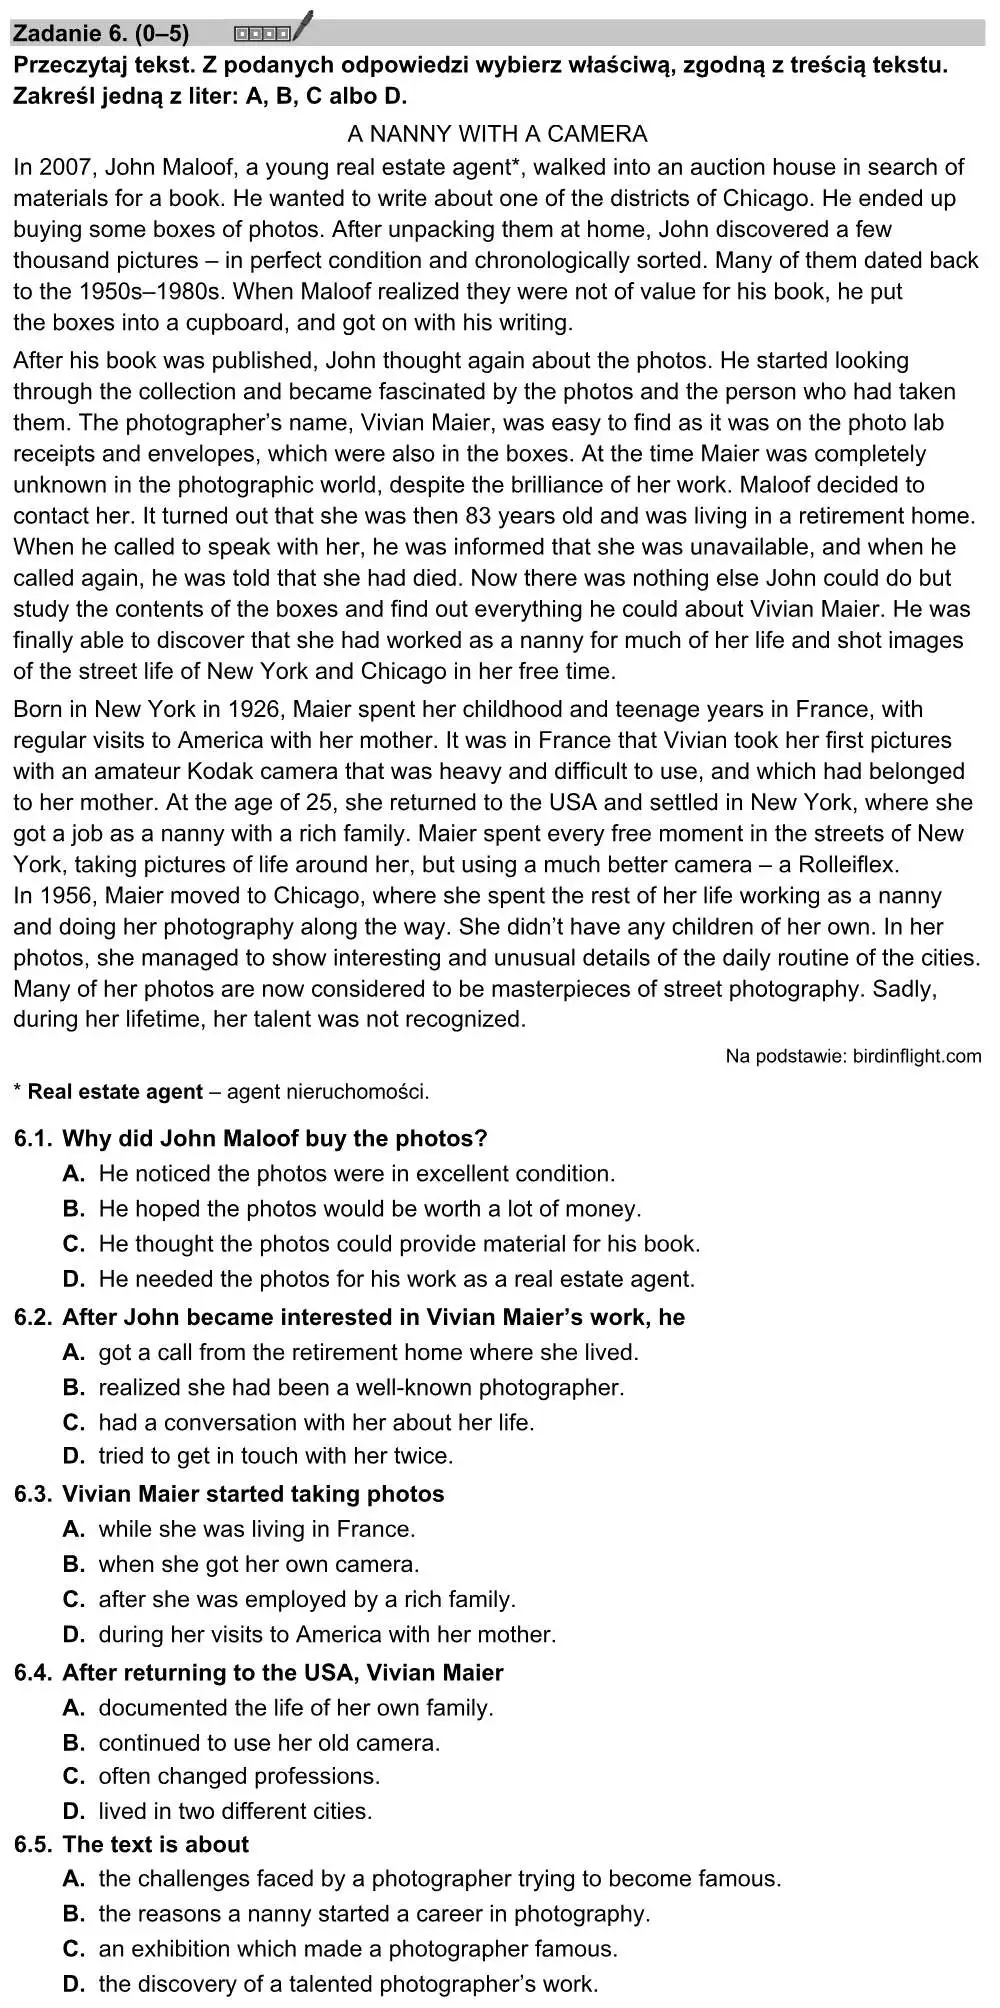 Zadanie 6. (0–5)
Przeczytaj tekst. Z podanych odpowiedzi wybierz właściwą, zgodną z treścią tekstu.
Zakreśl jedną z liter: A, B, C albo D.
A NANNY WITH A CAMERA
In 2007, John Maloof, a young real estate agent*, walked into an auction house in search of
materials for a book. He wanted to write about one of the districts of Chicago. He ended up
buying some boxes of photos. After unpacking them at home, John discovered a few
thousand pictures – in perfect condition and chronologically sorted. Many of them dated back
to the 1950s–1980s. When Maloof realized they were not of value for his book, he put
the boxes into a cupboard, and got on with his writing.
After his book was published, John thought again about the photos. He started looking
through the collection and became fascinated by the photos and the person who had taken
them. The photographer’s name, Vivian Maier, was easy to find as it was on the photo lab
receipts and envelopes, which were also in the boxes. At the time Maier was completely
unknown in the photographic world, despite the brilliance of her work. Maloof decided to
contact her. It turned out that she was then 83 years old and was living in a retirement home.
When he called to speak with her, he was informed that she was unavailable, and when he
called again, he was told that she had died. Now there was nothing else John could do but
study the contents of the boxes and find out everything he could about Vivian Maier. He was
finally able to discover that she had worked as a nanny for much of her life and shot images
of the street life of New York and Chicago in her free time.
Born in New York in 1926, Maier spent her childhood and teenage years in France, with
regular visits to America with her mother. It was in France that Vivian took her first pictures
with an amateur Kodak camera that was heavy and difficult to use, and which had belonged
to her mother. At the age of 25, she returned to the USA and settled in New York, where she
got a job as a nanny with a rich family. Maier spent every free moment in the streets of New
York, taking pictures of life around her, but using a much better camera – a Rolleiflex.
In 1956, Maier moved to Chicago, where she spent the rest of her life working as a nanny
and doing her photography along the way. She didn’t have any children of her own. In her
photos, she managed to show interesting and unusual details of the daily routine of the cities.
Many of her photos are now considered to be masterpieces of street photography. Sadly,
during her lifetime, her talent was not recognized.
Na podstawie: birdinflight.com
* Real estate agent – agent nieruchomości.
6.1. Why did John Maloof buy the photos?
A. He noticed the photos were in excellent condition.
B. He hoped the photos would be worth a lot of money.
C. He thought the photos could provide material for his book.
D. He needed the photos for his work as a real estate agent.
6.2. After John became interested in Vivian Maier’s work, he
A. got a call from the retirement home where she lived.
B. realized she had been a well-known photographer.
C. had a conversation with her about her life.
D. tried to get in touch with her twice.
6.3. Vivian Maier started taking photos
A. while she was living in France.
B. when she got her own camera.
C. after she was employed by a rich family.
D. during her visits to America with her mother.
6.4. After returning to the USA, Vivian Maier
A. documented the life of her own family.
B. continued to use her old camera.
C. often changed professions.
D. lived in two different cities.
6.5. The text is about
A. the challenges faced by a photographer trying to become famous.
B. the reasons a nanny started a career in photography.
C. an exhibition which made a photographer famous.
D. the discovery of a talented photographer’s work.